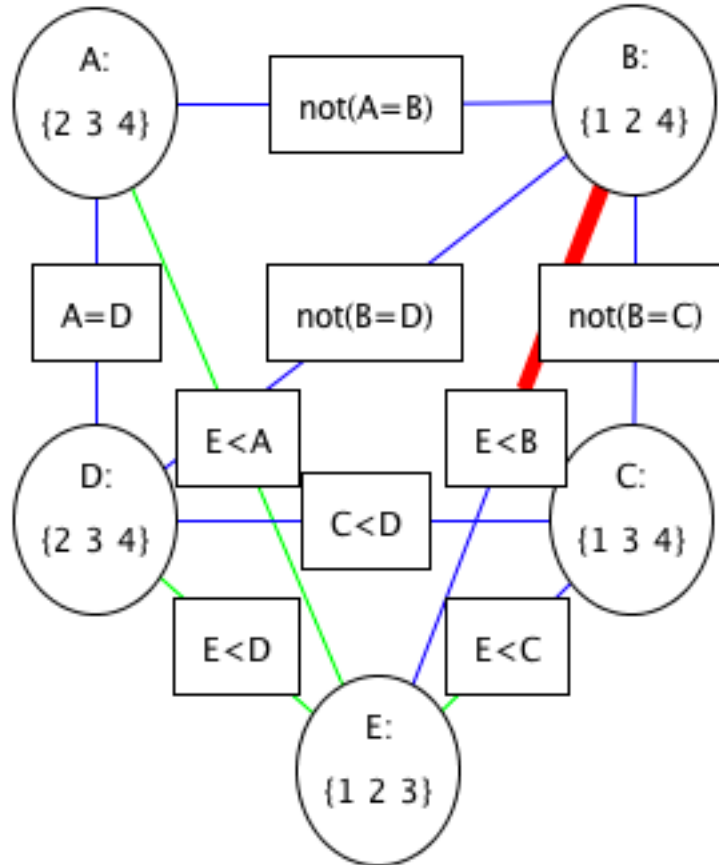 A:
{2 3 4}
not(A=B)
B:
{1 2 4}
A=D
not(B=D)
not(B=C)
E<A
E<B
D:
{2 3 4}
C<D
C:
{1 3 4}
E<D
E<C
E:
{1 2 3}